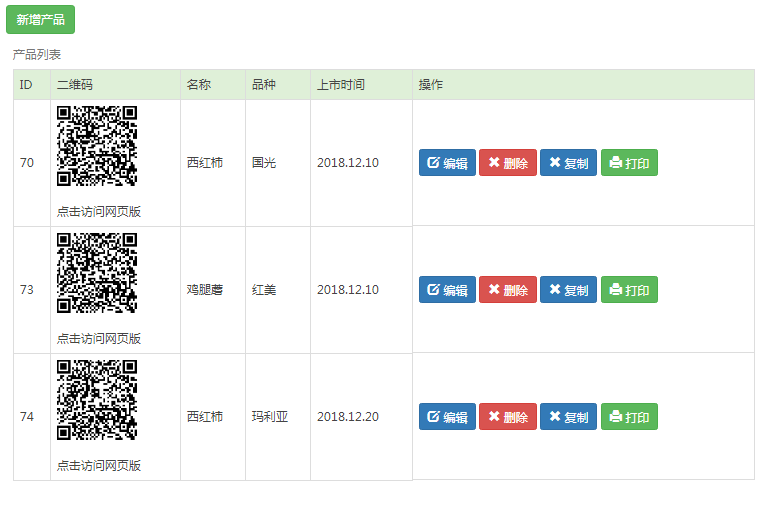 新增产品
产品列表
ID 二维码 名称 品种 上市时间 操作
70 西红柿 国光 2018.12.10 编辑 删除 复制 打印
点击访问网页版
73 鸡腿蘑 红美 2018.12.10 编辑 删除 复制 打印
点击访问网页版
74 西红柿 玛利亚 2018.12.20 编辑 删除 复制 打印
点击访问网页版